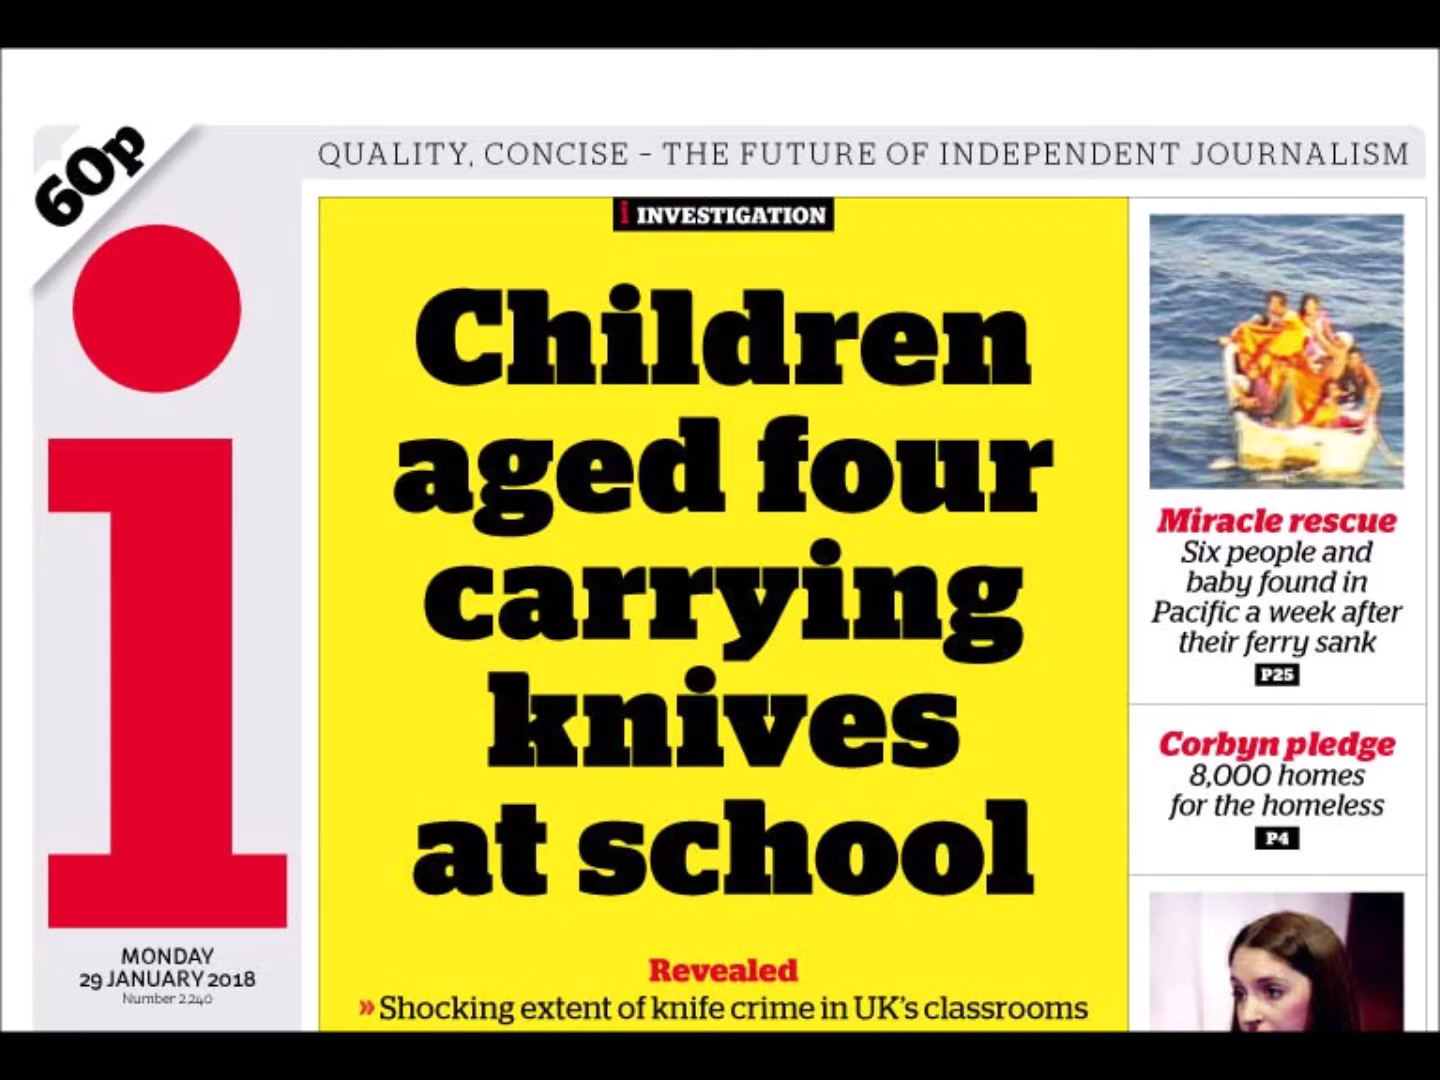 60p
QUALITY, CONCISE – THE FUTURE OF INDEPENDENT JOURNALISM
i
MONDAY
29 JANUARY 2018
Number 2,240
i INVESTIGATION
Children
aged four
carrying
knives
at school
Revealed
» Shocking extent of knife crime in UK's classrooms
Miracle rescue
Six people and
baby found in
Pacific a week after
their ferry sank
P25
Corbyn pledge
8,000 homes
for the homeless
P4